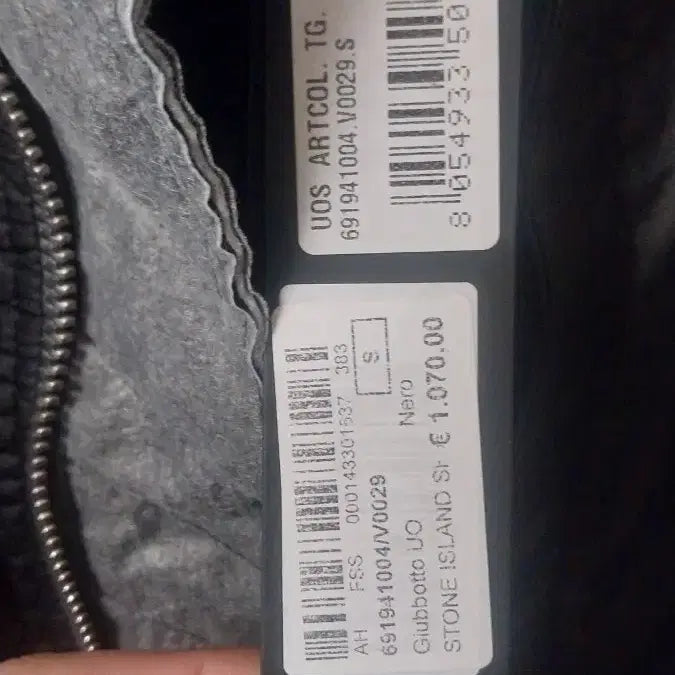 UOS ARTCOL. TG.
691941004.V0029.S
8 054933 50
000143301537 383
AH FSS
S
691941004/V0029
Nero
Giubbotto UO
STONE ISLAND Sr € 1.070,00